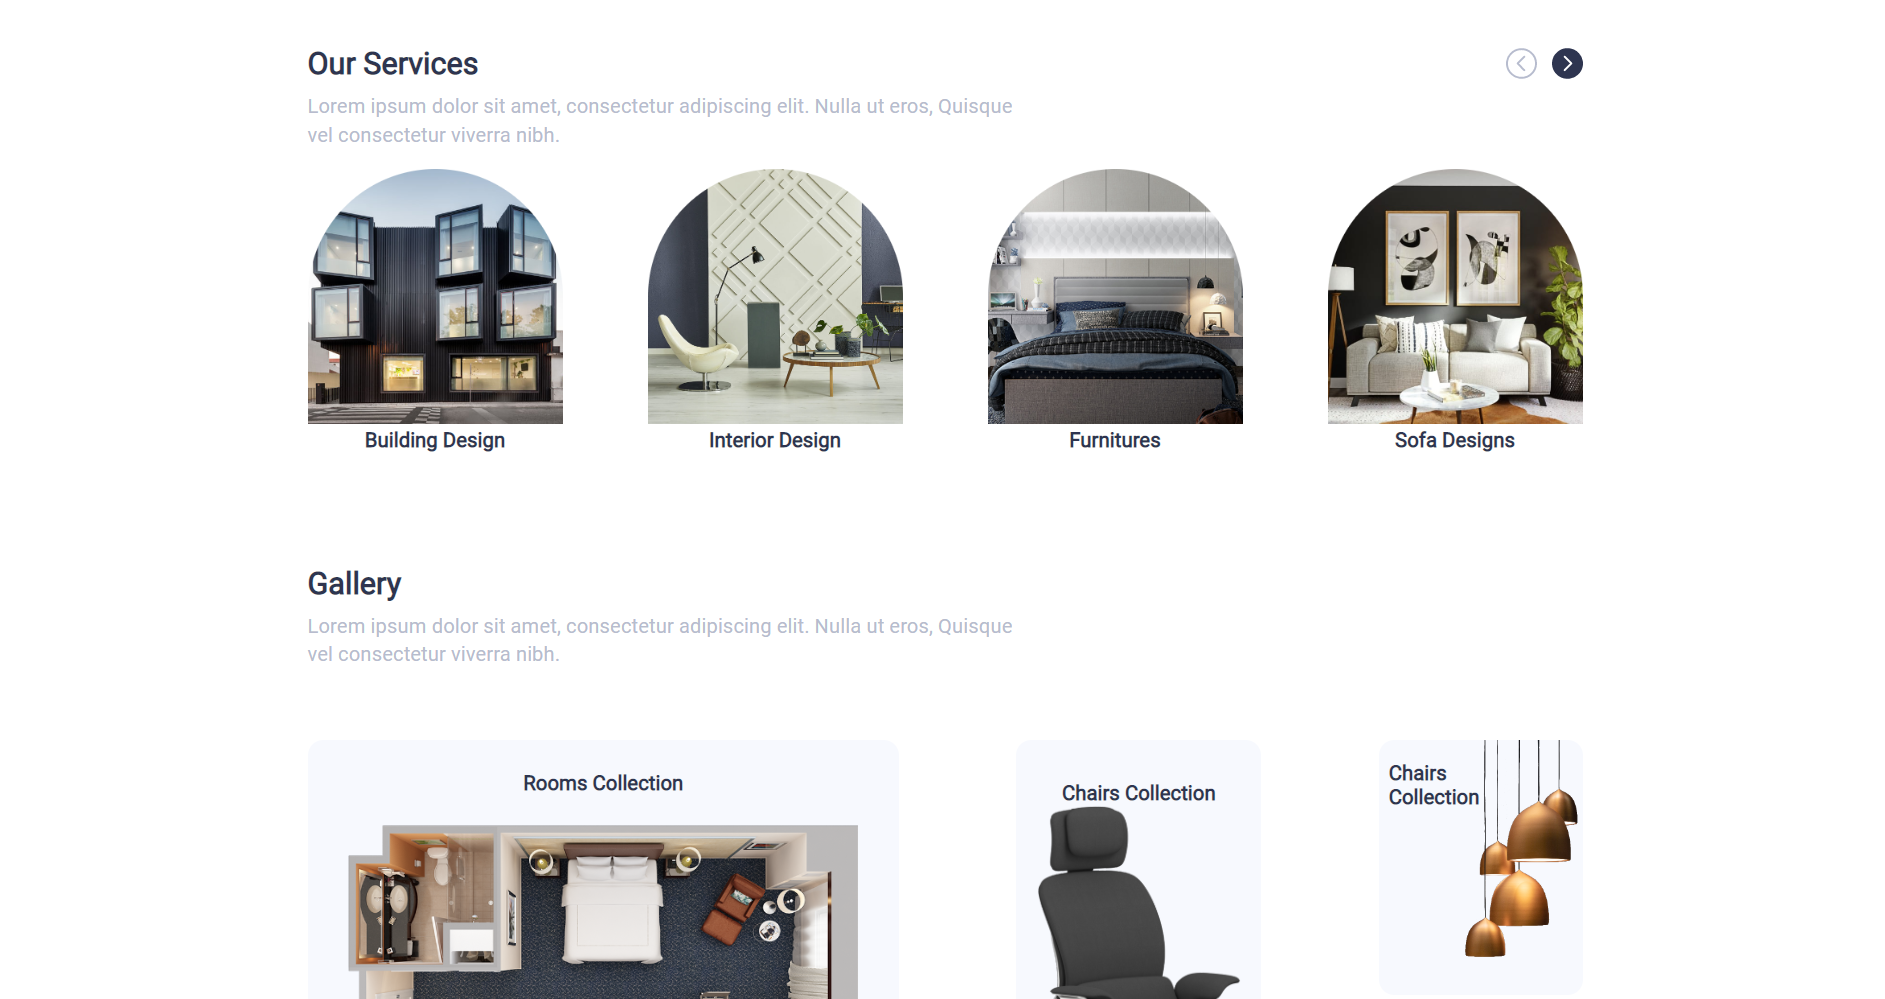 Our Services
Lorem ipsum dolor sit amet, consectetur adipiscing elit. Nulla ut eros, Quisque
vel consectetur viverra nibh.
Building Design
Interior Design
Furnitures
Sofa Designs
Gallery
Lorem ipsum dolor sit amet, consectetur adipiscing elit. Nulla ut eros, Quisque
vel consectetur viverra nibh.
Rooms Collection
Chairs Collection
Chairs
Collection